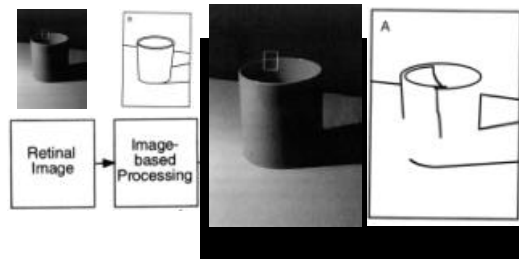 A
Retinal
Image
Image-
based
Processing